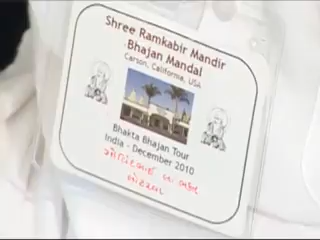 Shree Ramkabir Mandir
Bhajan Mandal
Carson, California, USA
Bhakta Bhajan Tour
India - December 2010